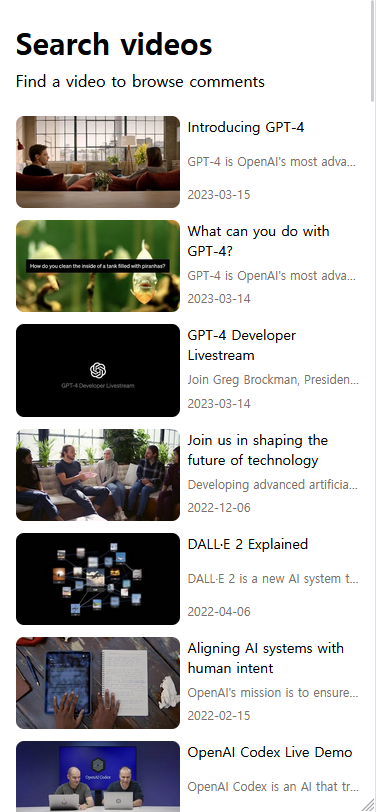 Search videos
Find a video to browse comments
Introducing GPT-4
GPT-4 is OpenAI's most adva...
2023-03-15
How do you clean the inside of a tank filled with piranhas?
What can you do with
GPT-4?
GPT-4 is OpenAI's most adva...
2023-03-14
GPT-4 Developer Livestream
GPT-4 Developer
Livestream
Join Greg Brockman, Presiden...
2023-03-14
Join us in shaping the
future of technology
Developing advanced artificia...
2022-12-06
DALL·E 2 Explained
DALL·E 2 is a new AI system t...
2022-04-06
Aligning AI systems with
human intent
OpenAI's mission is to ensure...
2022-02-15
OpenAI Codex
OpenAI Codex Live Demo
OpenAI Codex is an AI that tr...